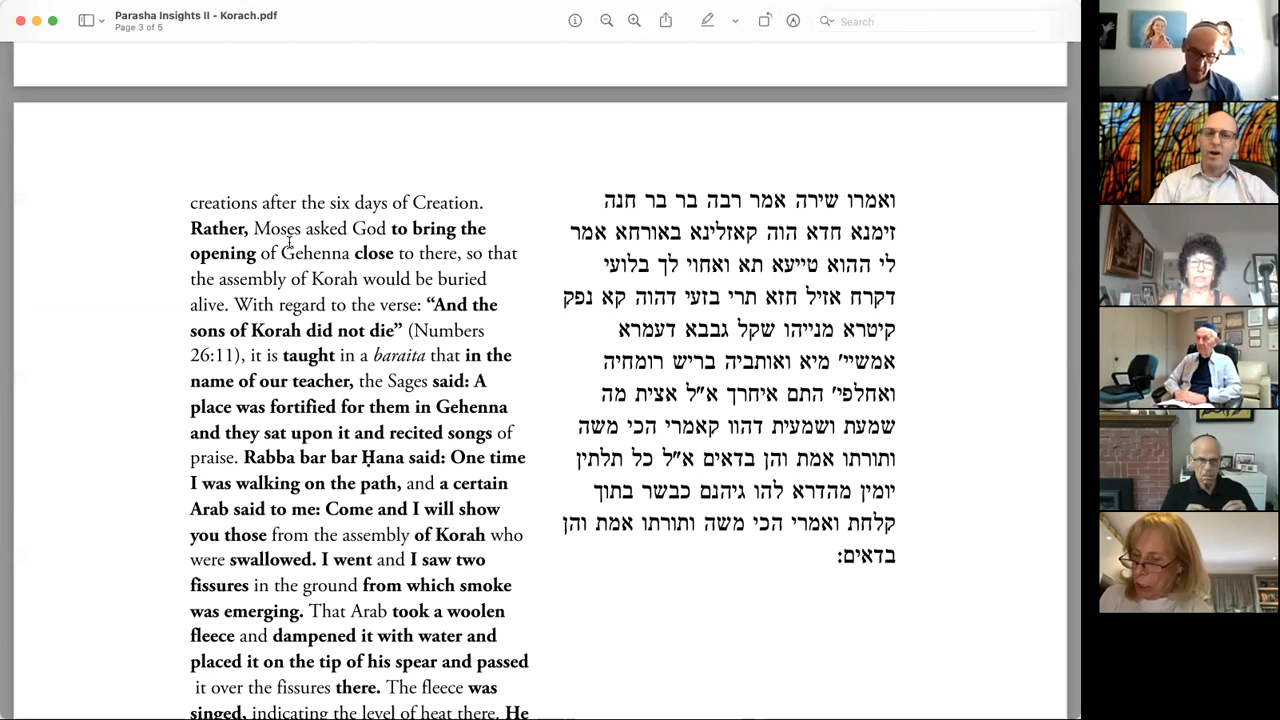 Parasha Insights II - Korach.pdf
Page 3 of 5
Search
creations after the six days of Creation.
Rather, Moses asked God to bring the
opening of Gehenna close to there, so that
the assembly of Korah would be buried
alive. With regard to the verse: “And the
sons of Korah did not die” (Numbers
26:11), it is taught in a baraita that in the
name of our teacher, the Sages said: A
place was fortified for them in Gehenna
and they sat upon it and recited songs of
praise. Rabba bar bar Ḥana said: One time
I was walking on the path, and a certain
Arab said to me: Come and I will show
you those from the assembly of Korah who
were swallowed. I went and I saw two
fissures in the ground from which smoke
was emerging. That Arab took a woolen
fleece and dampened it with water and
placed it on the tip of his spear and passed
it over the fissures there. The fleece was
singed, indicating the level of heat there. He
ואמרו שירה אמר רבה בר בר חנה
זימנא חדא הוה קאזלינא באורחא אמר
לי ההוא טייעא תא ואחוי לך בלועי
דקרח אזיל חזא תרי בזעי דהוה קא נפק
קיטרא מנייהו שקל גבבא דעמרא
אמשיי' מיא ואותביה בריש רומחיה
ואחלפי' התם איחרך א"ל אצית מה
שמעת ושמעית דהוו קאמרי הכי משה
ותורתו אמת והן בדאים א"ל כל תלתין
יומין מהדרא להו גיהנם כבשר בתוך
קלחת ואמרי הכי משה ותורתו אמת והן
בדאים: